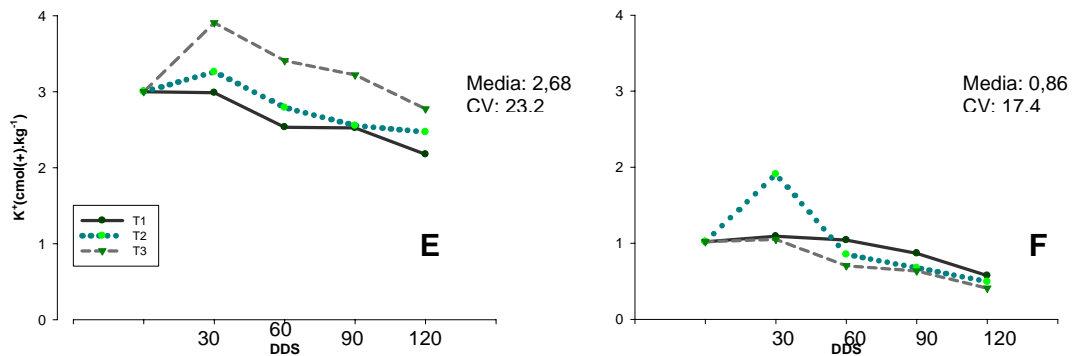 4
3
2
1
0
K+(cmol(+).kg-1)
Media: 2,68
CV: 23,2
T1
T2
T3
E
30
60
90
120
DDS
4
3
2
1
0
Media: 0,86
CV: 17,4
F
30
60
90
120
DDS